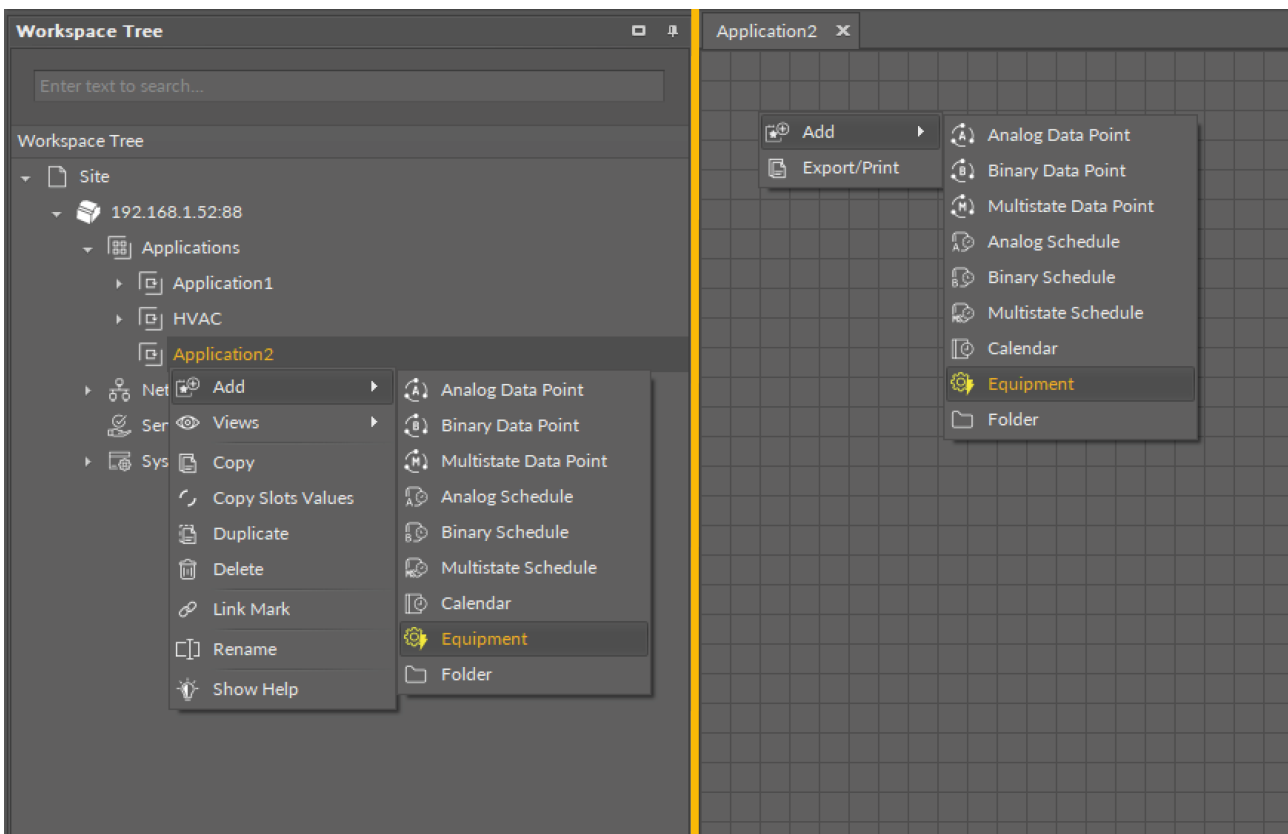 Workspace Tree
Enter text to search...
Workspace Tree
Site
192.168.1.52:88
Applications
Application1
HVAC
Application2
Net
Ser
Sys
Add
Views
Copy
Copy Slots Values
Duplicate
Delete
Link Mark
Rename
Show Help
Analog Data Point
Binary Data Point
Multistate Data Point
Analog Schedule
Binary Schedule
Multistate Schedule
Calendar
Equipment
Folder
Application2
Add
Export/Print
Analog Data Point
Binary Data Point
Multistate Data Point
Analog Schedule
Binary Schedule
Multistate Schedule
Calendar
Equipment
Folder